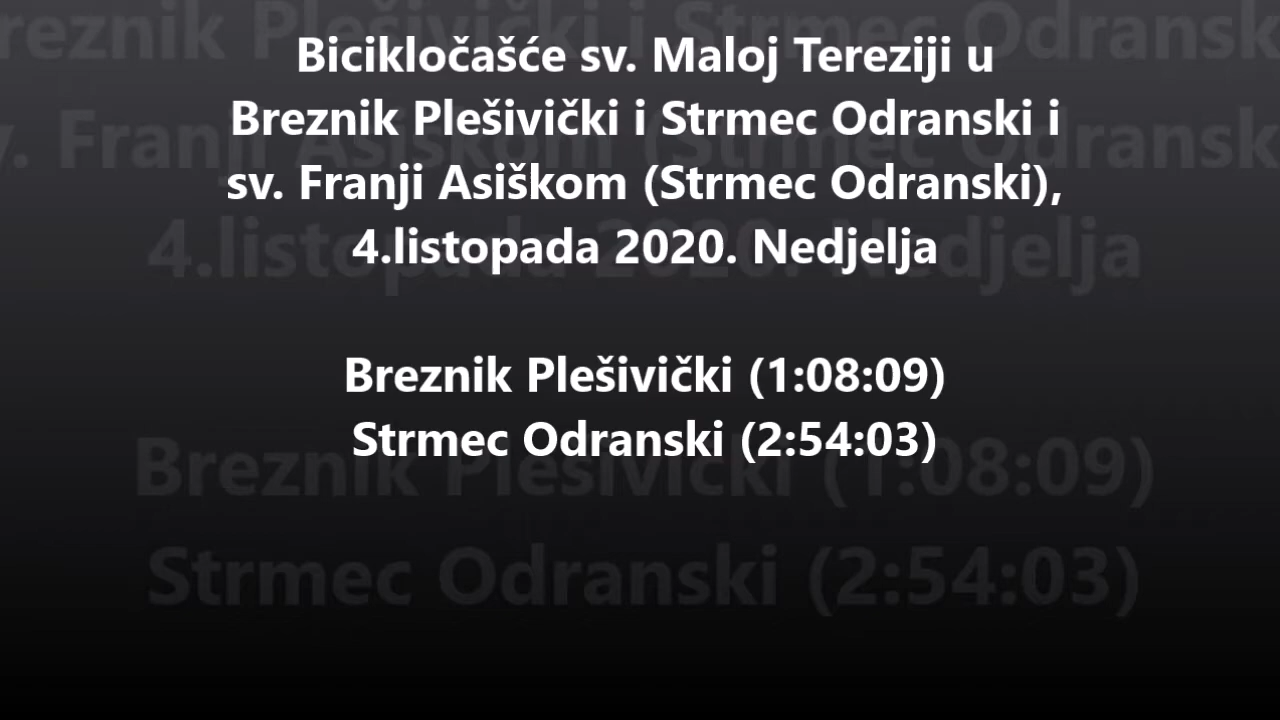 Bicikločašće sv. Maloj Tereziji u
Breznik Plešivički i Strmec Odranski i
sv. Franji Asiškom (Strmec Odranski),
4.listopada 2020. Nedjelja
Breznik Plešivički (1:08:09)
Strmec Odranski (2:54:03)